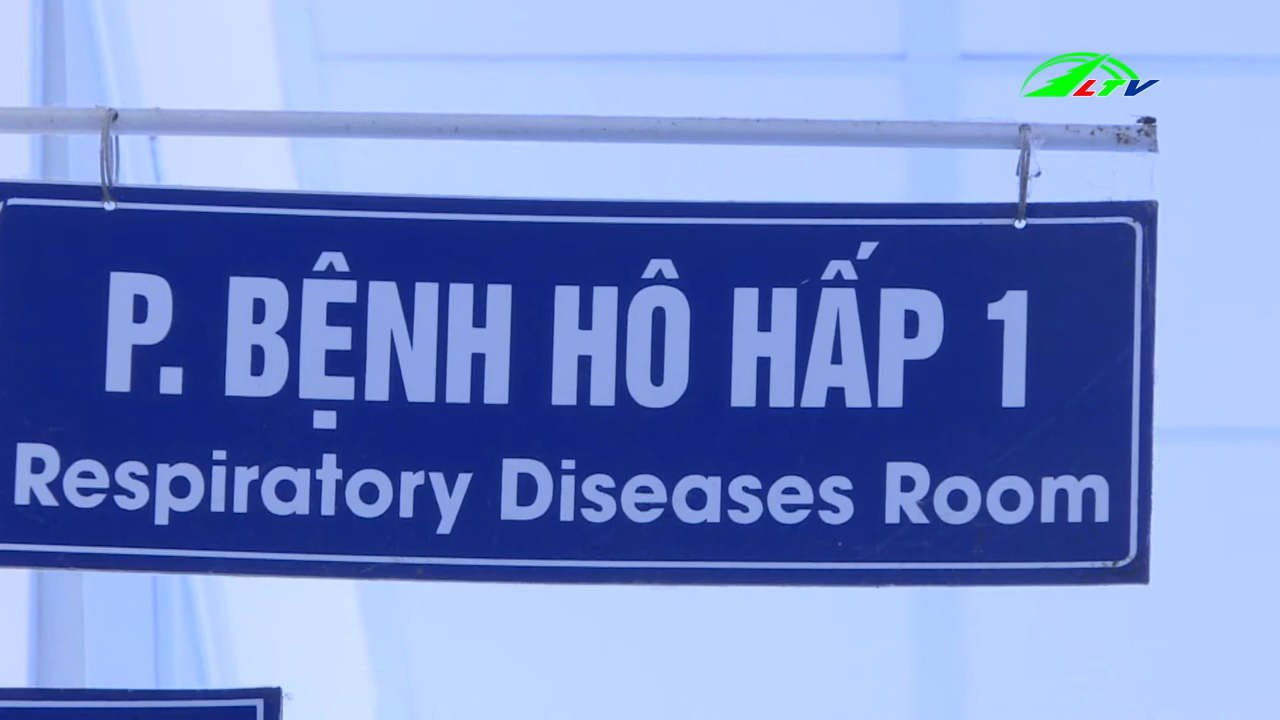 LTV
P. BỆNH HÔ HẤP 1
Respiratory Diseases Room